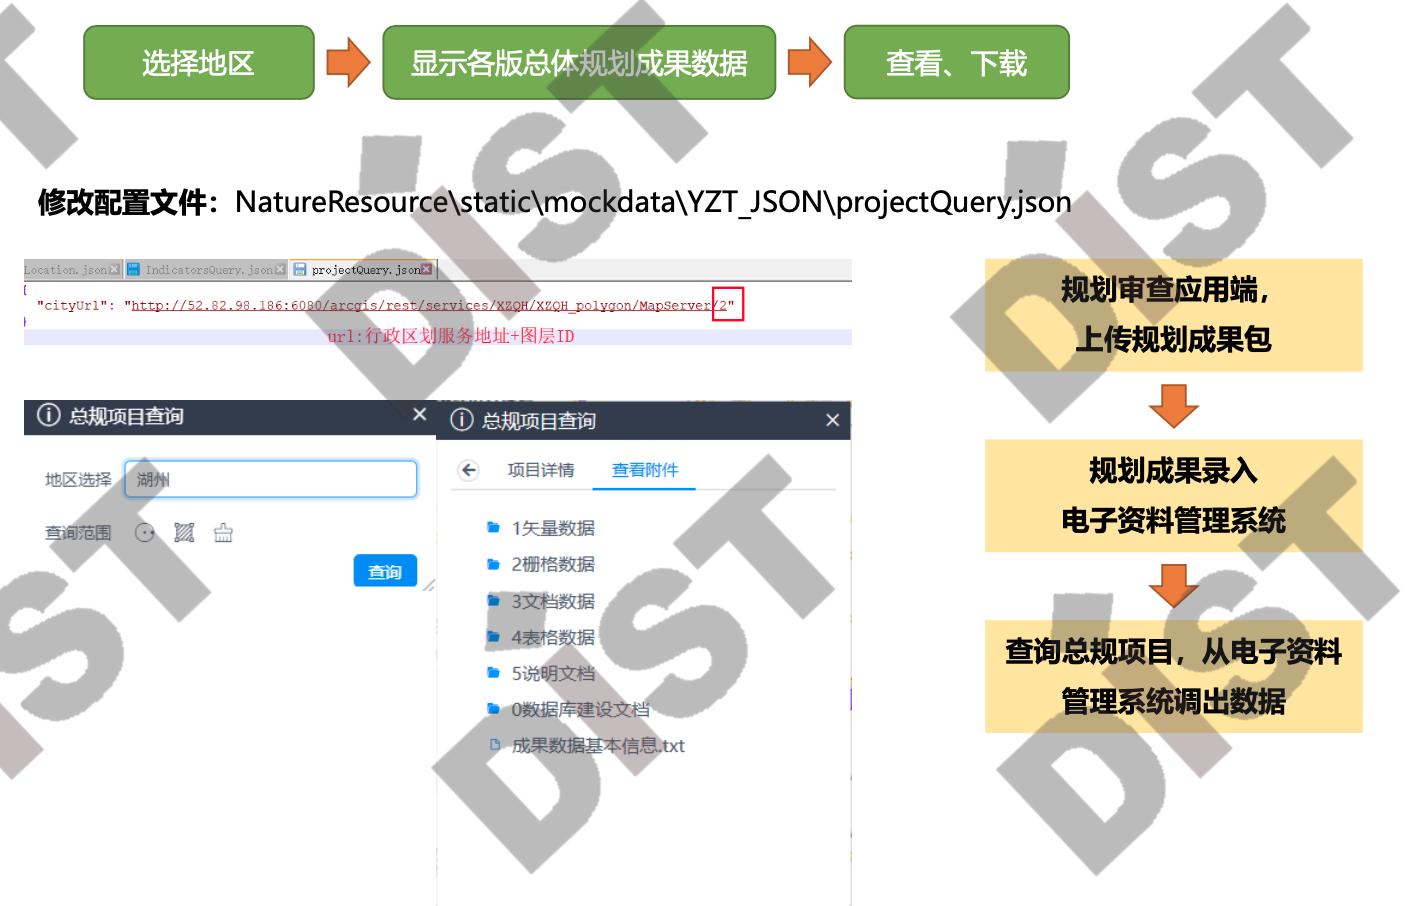 选择地区
显示各版总体规划成果数据
查看、下载
修改配置文件：NatureResource\static\mockdata\YZT_JSON\projectQuery.json
Location.json
IndicatorsQuery.json
projectQuery.json
"cityUrl": "http://52.82.98.186:6080/arcgis/rest/services/XZQH/XZQH_polygon/MapServer/2"
url:行政区划服务地址+图层ID
总规项目查询
地区选择
湖州
查询范围
查询
总规项目查询
项目详情
查看附件
1矢量数据
2栅格数据
3文档数据
4表格数据
5说明文档
0数据库建设文档
成果数据基本信息.txt
规划审查应用端，
上传规划成果包
规划成果录入
电子资料管理系统
查询总规项目，从电子资料
管理系统调出数据
DIST
DIST
DIST
DIST
DIST